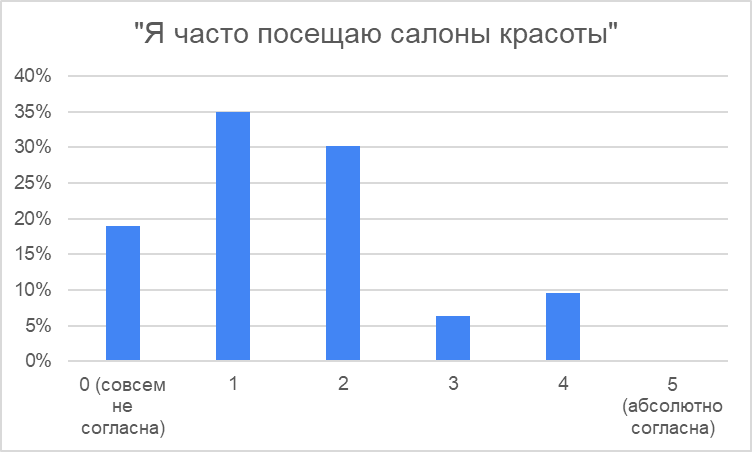 "Я часто посещаю салоны красоты"
40%
35%
30%
25%
20%
15%
10%
5%
0%
0 (совсем
не
согласна)
1
2
3
4
5
(абсолютно
согласна)